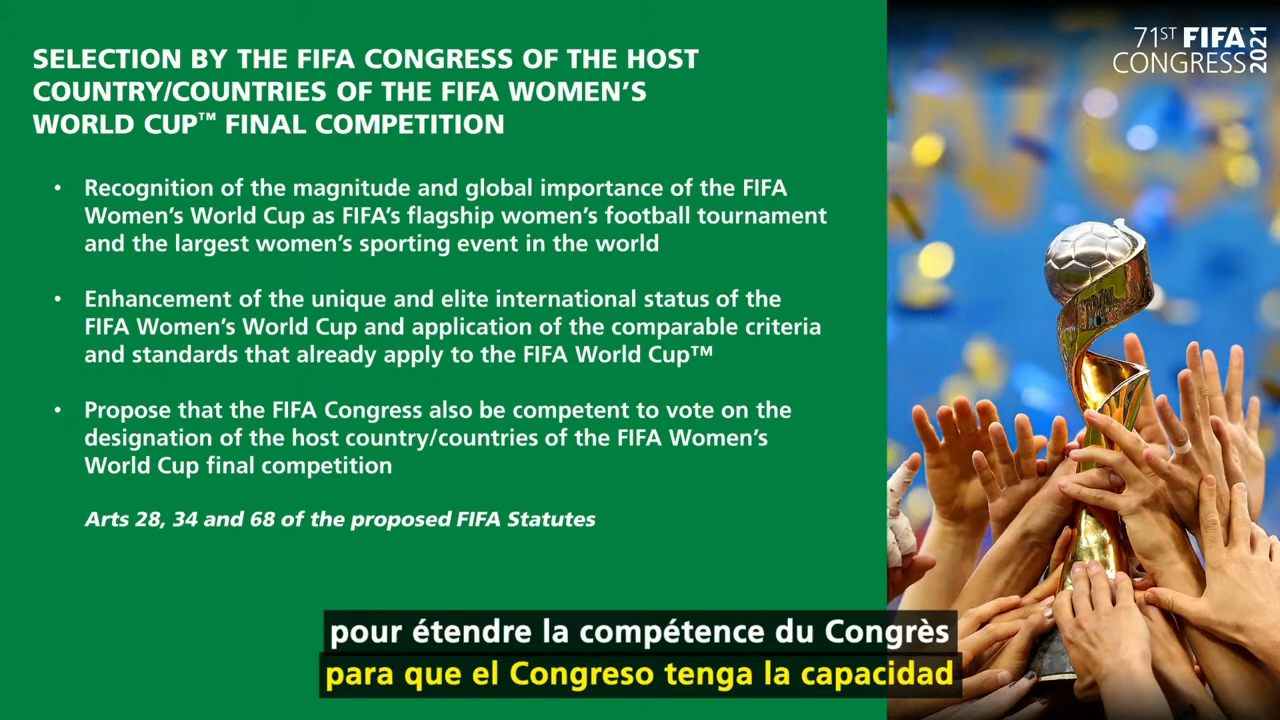 SELECTION BY THE FIFA CONGRESS OF THE HOST
COUNTRY/COUNTRIES OF THE FIFA WOMEN’S
WORLD CUP™ FINAL COMPETITION
• Recognition of the magnitude and global importance of the FIFA
Women’s World Cup as FIFA’s flagship women’s football tournament
and the largest women’s sporting event in the world
• Enhancement of the unique and elite international status of the
FIFA Women’s World Cup and application of the comparable criteria
and standards that already apply to the FIFA World Cup™
• Propose that the FIFA Congress also be competent to vote on the
designation of the host country/countries of the FIFA Women’s
World Cup final competition
Arts 28, 34 and 68 of the proposed FIFA Statutes
71ST FIFA
CONGRESS 2021
pour étendre la compétence du Congrès
para que el Congreso tenga la capacidad